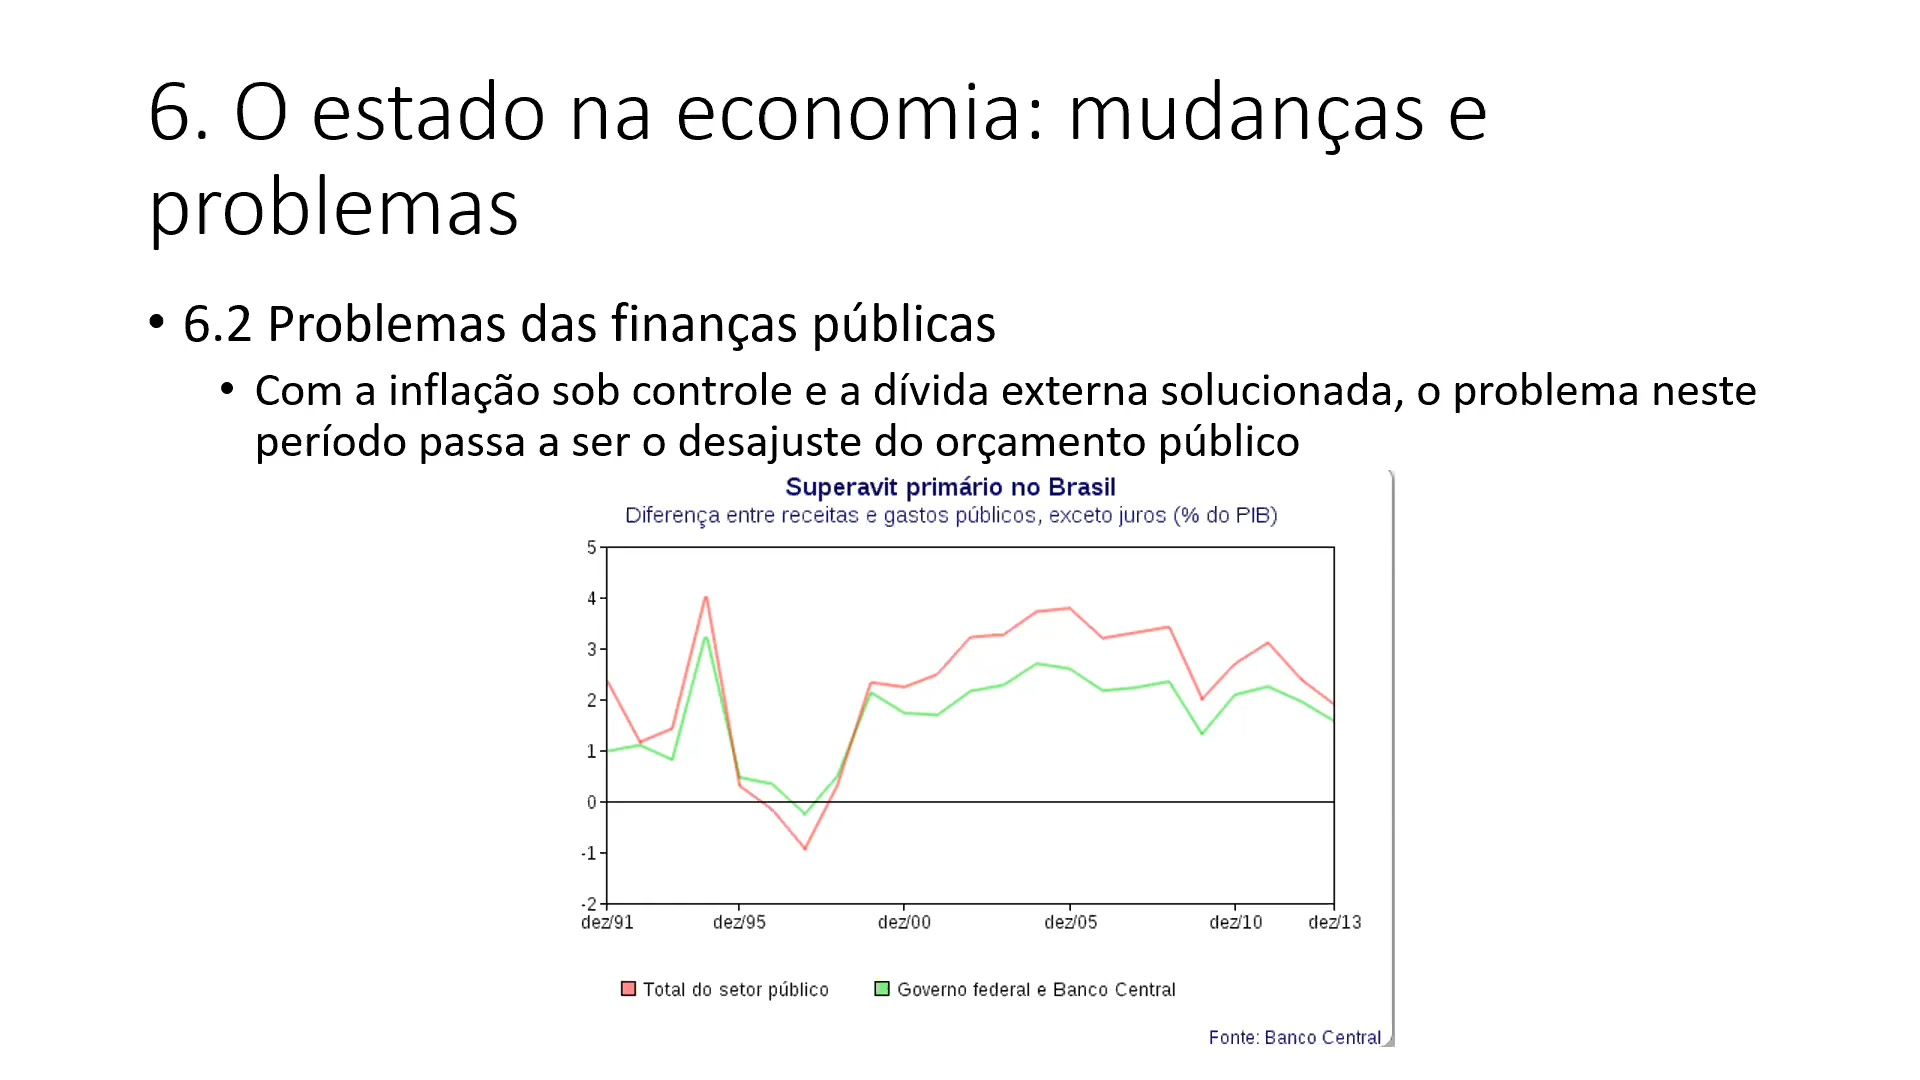 6. O estado na economia: mudanças e
problemas
• 6.2 Problemas das finanças públicas
• Com a inflação sob controle e a dívida externa solucionada, o problema neste
período passa a ser o desajuste do orçamento público
Superavit primário no Brasil
Diferença entre receitas e gastos públicos, exceto juros (% do PIB)
5
4
3
2
1
0
-1
-2
dez/91 dez/95 dez/00 dez/05 dez/10 dez/13
Total do setor público Governo federal e Banco Central
Fonte: Banco Central